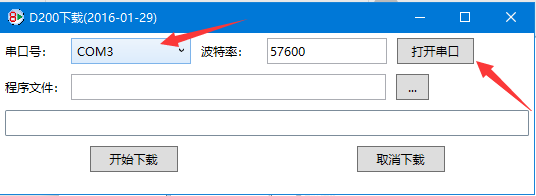 D200下载(2016-01-29)
串口号: COM3 波特率: 57600 打开串口
程序文件: ...
开始下载 取消下载